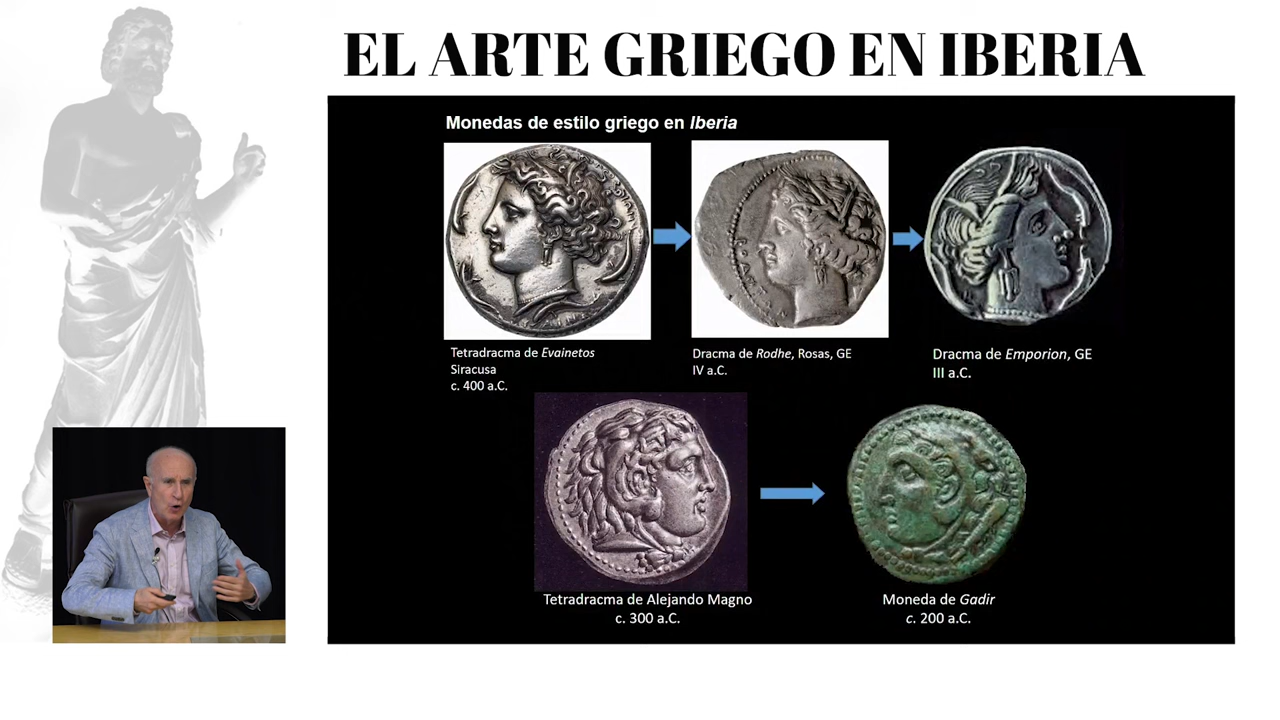 EL ARTE GRIEGO EN IBERIA
Monedas de estilo griego en Iberia
Tetradracma de Evainetos
Siracusa
c. 400 a.C.
Dracma de Rodhe, Rosas, GE
IV a.C.
Dracma de Emporion, GE
III a.C.
Tetradracma de Alejando Magno
c. 300 a.C.
Moneda de Gadir
c. 200 a.C.